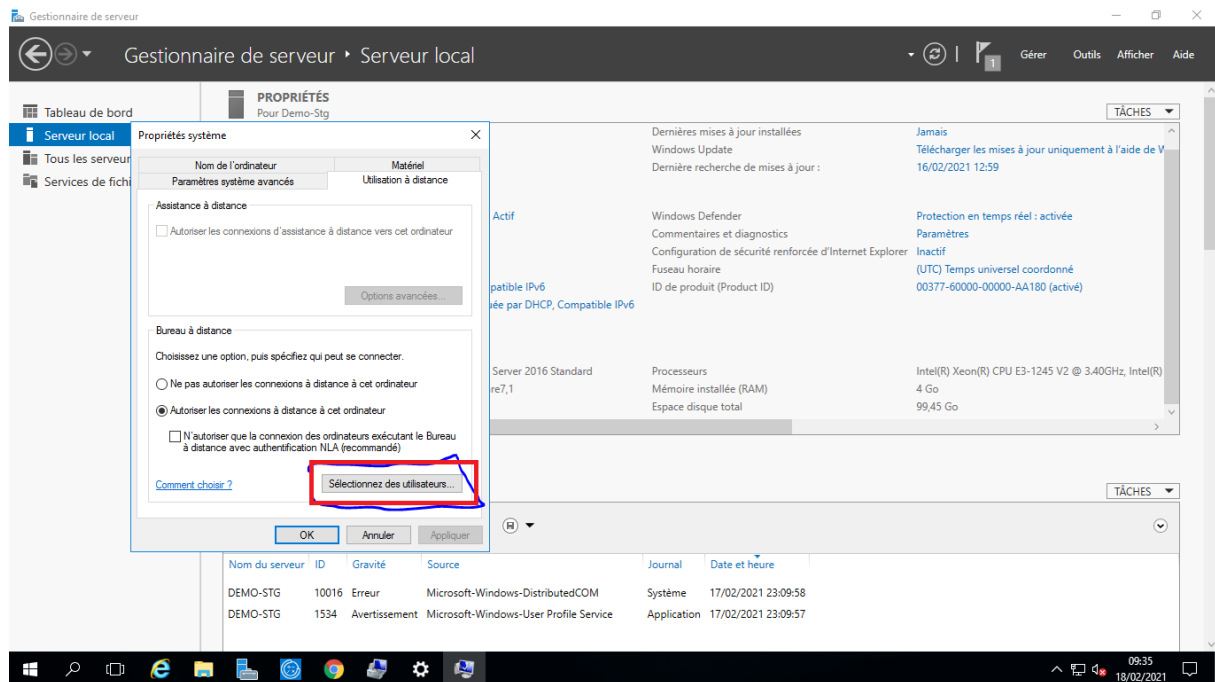 Gestionnaire de serveur
Gestionnaire de serveur ‣ Serveur local
1
Gérer Outils Afficher Aide
Tableau de bord
Serveur local
Tous les serveur
Services de fichi
PROPRIÉTÉS
Pour Demo-Stg
TÂCHES
Propriétés système
Nom de l'ordinateur Matériel
Paramètres système avancés Utilisation à distance
Assistance à distance
Autoriser les connexions d'assistance à distance vers cet ordinateur
Options avancées...
Bureau à distance
Choisissez une option, puis spécifiez qui peut se connecter.
Ne pas autoriser les connexions à distance à cet ordinateur
Autoriser les connexions à distance à cet ordinateur
N'autoriser que la connexion des ordinateurs exécutant le Bureau
à distance avec authentification NLA (recommandé)
Comment choisir ?
Sélectionnez des utilisateurs...
OK Annuler Appliquer
Actif
patible IPv6
uée par DHCP, Compatible IPv6
Server 2016 Standard
re7,1
Dernières mises à jour installées Jamais
Windows Update Télécharger les mises à jour uniquement à l'aide de W
Dernière recherche de mises à jour : 16/02/2021 12:59
Windows Defender Protection en temps réel : activée
Commentaires et diagnostics Paramètres
Configuration de sécurité renforcée d'Internet Explorer Inactif
Fuseau horaire (UTC) Temps universel coordonné
ID de produit (Product ID) 00377-60000-00000-AA180 (activé)
Processeurs Intel(R) Xeon(R) CPU E3-1245 V2 @ 3.40GHz, Intel(R)
Mémoire installée (RAM) 4 Go
Espace disque total 99,45 Go
TÂCHES
Nom du serveur ID Gravité Source Journal Date et heure
DEMO-STG 10016 Erreur Microsoft-Windows-DistributedCOM Système 17/02/2021 23:09:58
DEMO-STG 1534 Avertissement Microsoft-Windows-User Profile Service Application 17/02/2021 23:09:57
09:35
18/02/2021